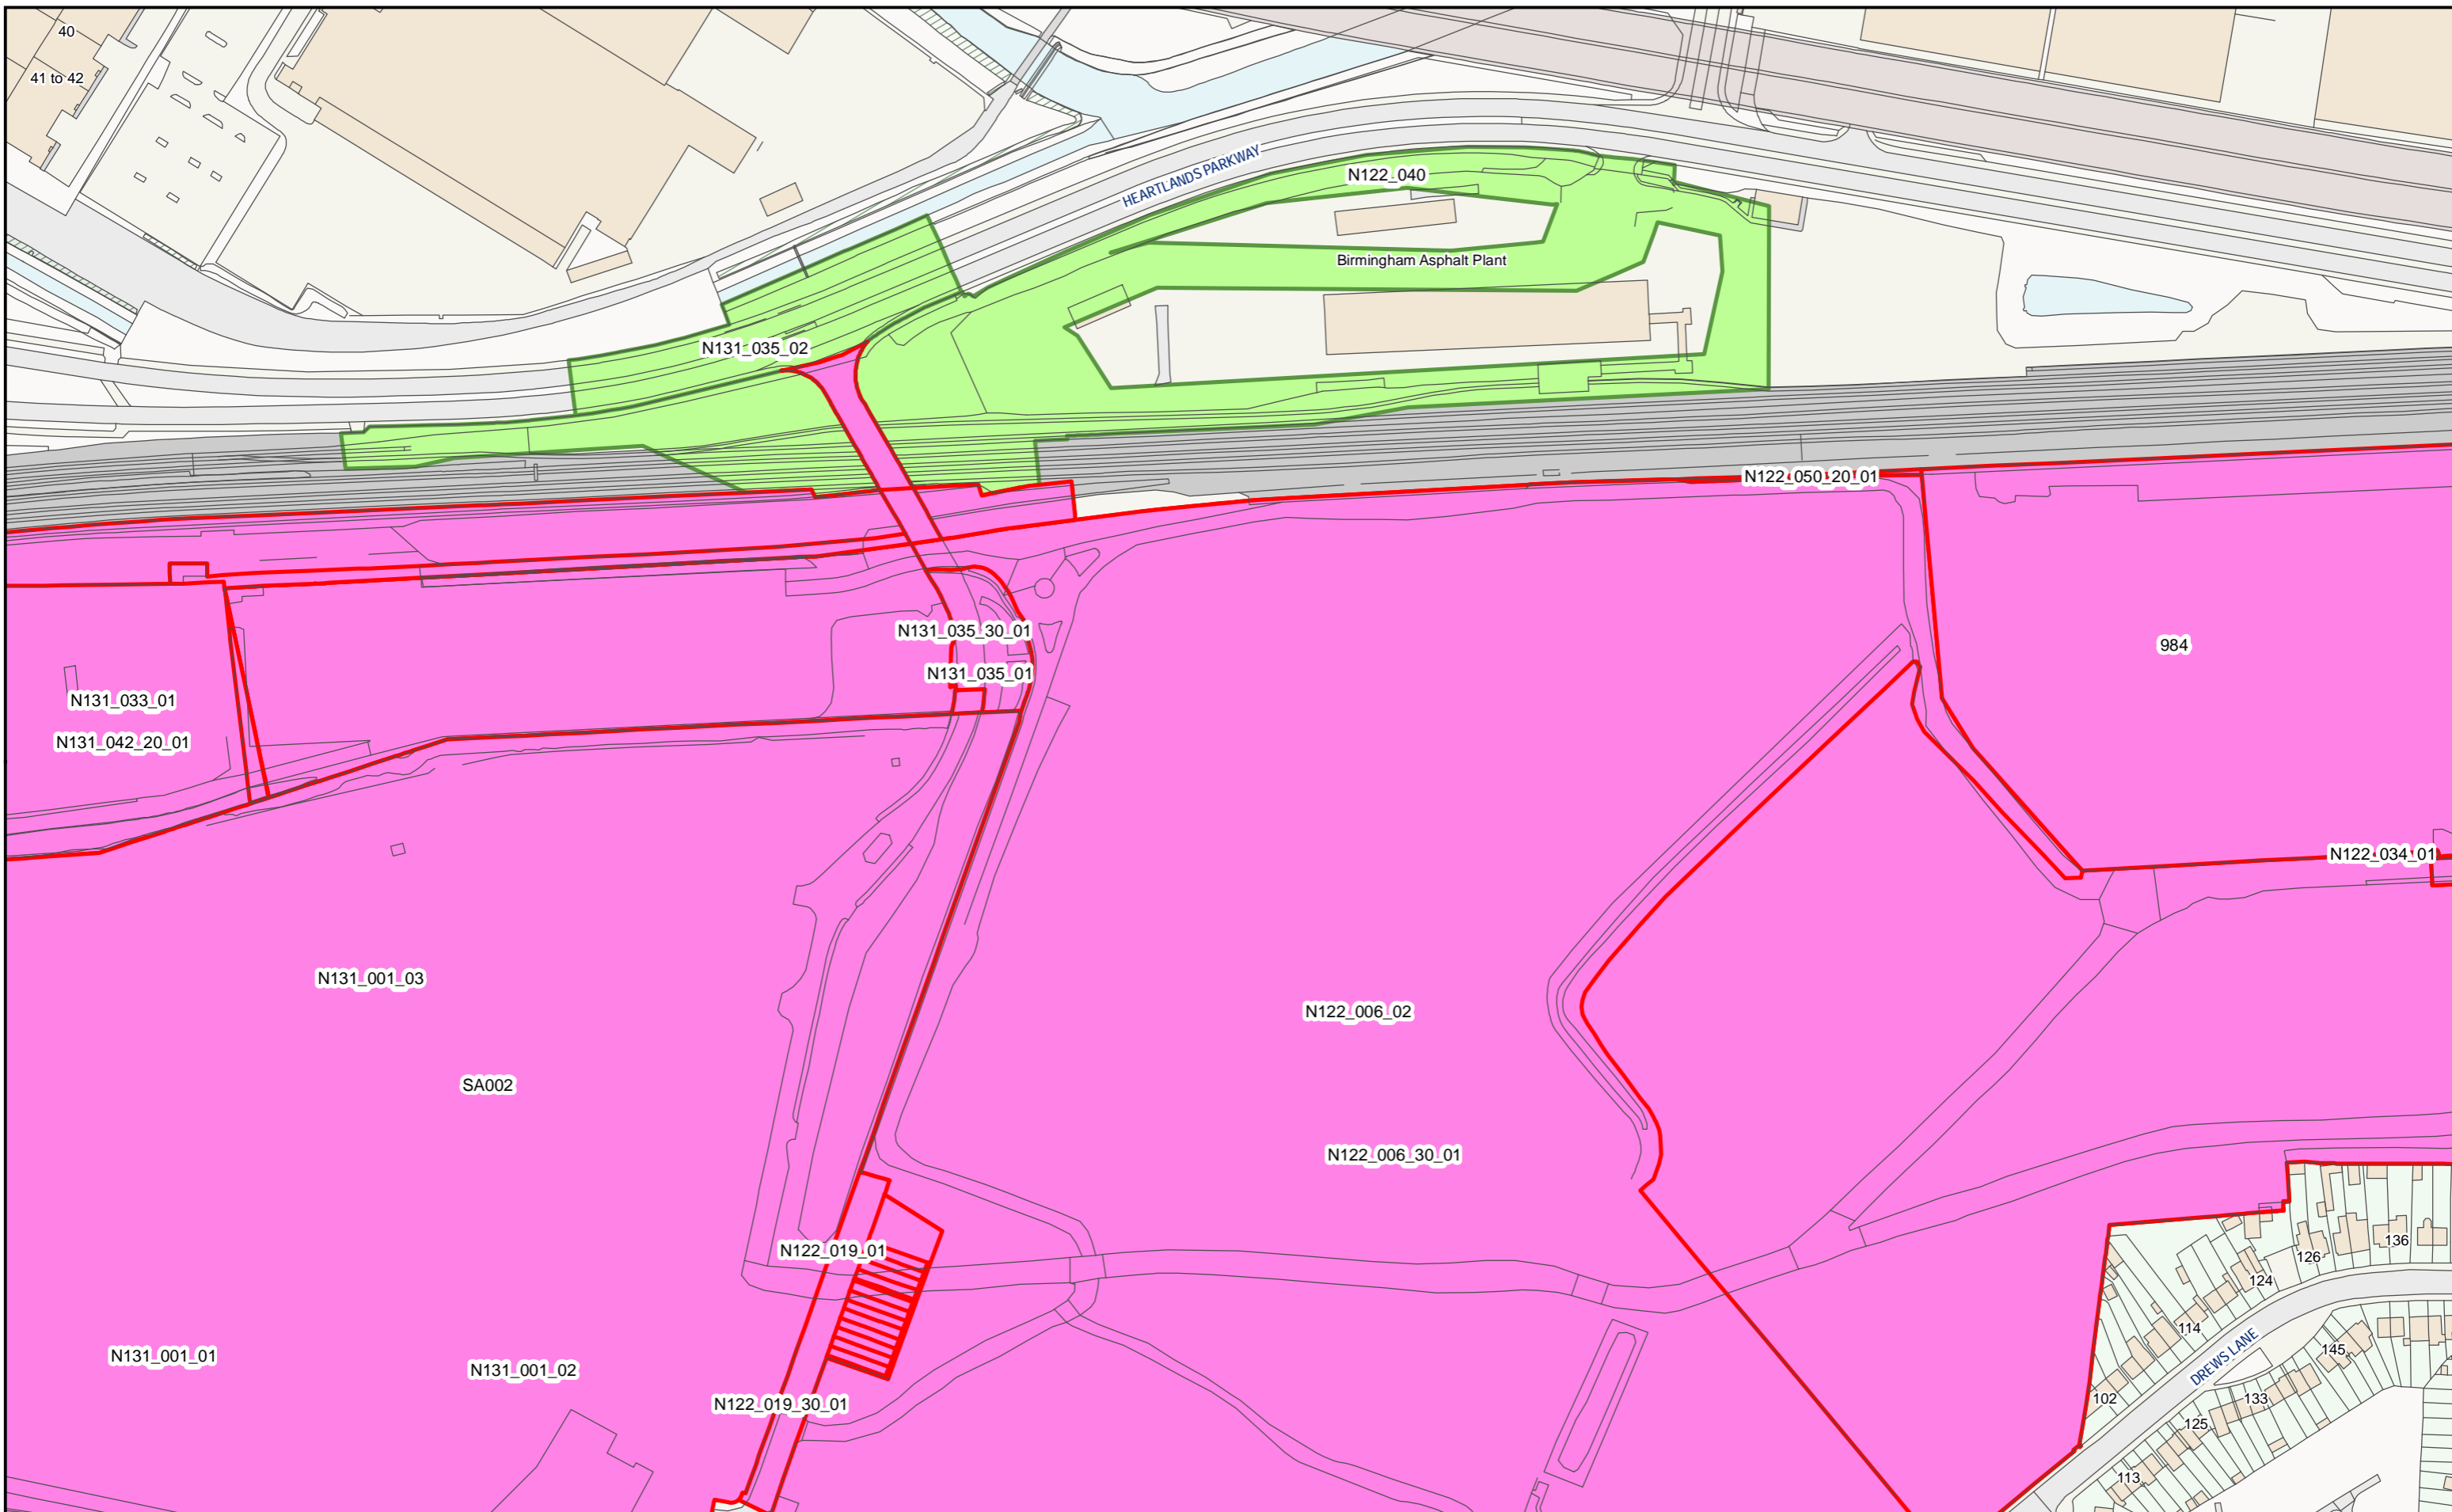 40
41 to 42
HEARTLANDS PARKWAY
N122_040
Birmingham Asphalt Plant
N131_035_02
N122_050_20_01
N131_035_30_01
984
N131_035_01
N131_033_01
N131_042_20_01
N122_034_01
N131_001_03
N122_006_02
SA002
N122_006_30_01
N122_019_01
136
126
124
114
145
DREWS LANE
N131_001_01
N131_001_02
N122_019_30_01
102
133
125
113